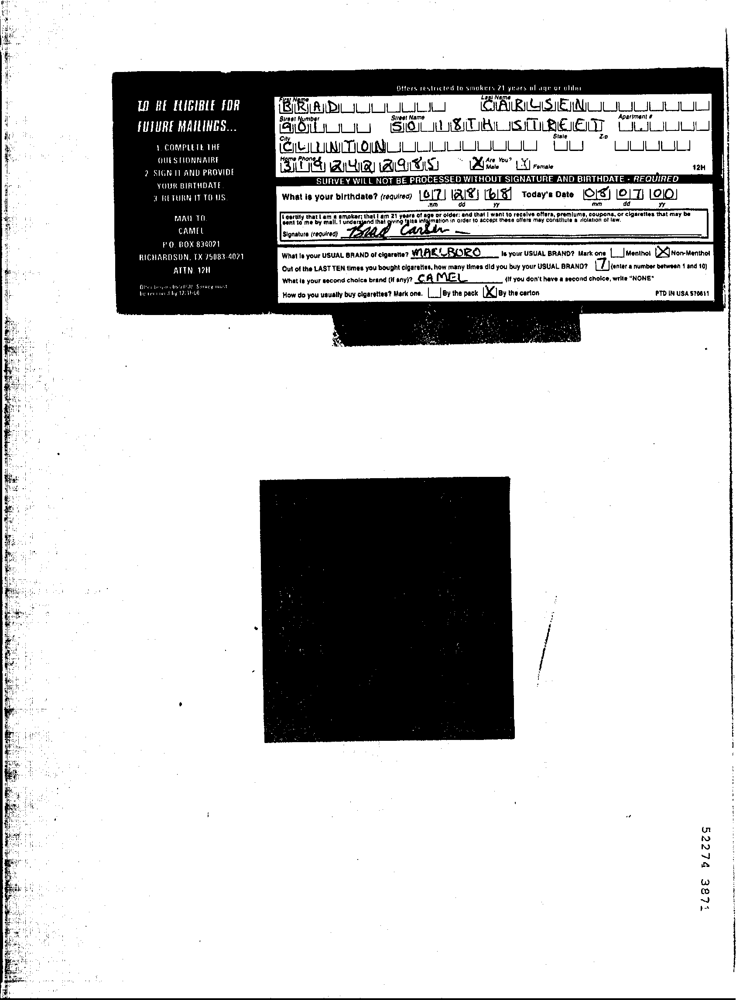 Offers restricted to smokers 21 years of age or older
TO BE ELIGIBLE FOR
FUTURE MAILINGS...
1 COMPLETE THE
QUESTIONNAIRE
2 SIGN IT AND PROVIDE
YOUR BIRTHDATE
3 RETURN IT TO US
MAIL TO
CAMEL
P O BOX 834021
RICHARDSON, TX 75083-4021
ATTN 12H
First Name Last Name
BRAD CARLSEN
Street Number Street Name Apartment #
901 SO 18TH STREET
City State Zip
CLINTON
Home Phone Are You? Male X Female
319 242 2985
12H
SURVEY WILL NOT BE PROCESSED WITHOUT SIGNATURE AND BIRTHDATE - REQUIRED
What is your birthdate? (required) 07 28 68 Today's Date 08 07 00
mm dd yy mm dd yy
I certify that I am a smoker; that I am 21 years of age or older; and that I want to receive offers, premiums, coupons, or cigarettes that may be
sent to me by mail. I understand that giving false information in order to accept these offers may constitute a violation of law.
Signature (required) Brad Carlsen
What is your USUAL BRAND of cigarette? MARLBORO Is your USUAL BRAND? Mark one Menthol X Non-Menthol
Out of the LAST TEN times you bought cigarettes, how many times did you buy your USUAL BRAND? 7 (enter a number between 1 and 10)
What is your second choice brand (if any)? CAMEL (If you don't have a second choice, write "NONE"
How do you usually buy cigarettes? Mark one. By the pack X By the carton
PTD IN USA 570611
52274 3871